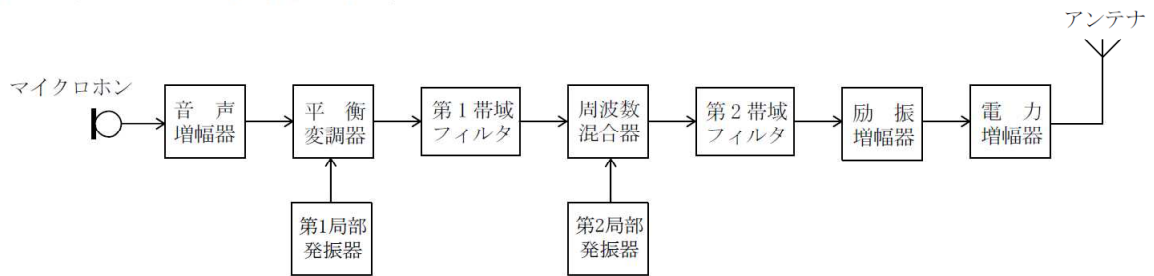 アンテナ
マイクロホン
音声
増幅器
平衡
変調器
第1帯域
フィルタ
周波数
混合器
第2帯域
フィルタ
励振
増幅器
電力
増幅器
第1局部
発振器
第2局部
発振器